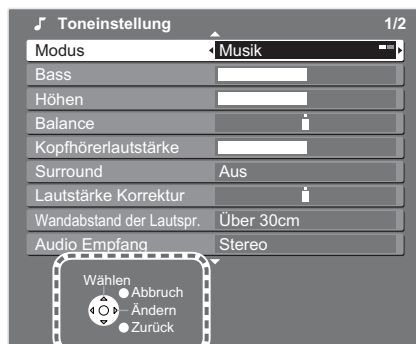 Toneinstellung 1/2
Modus Musik
Bass
Höhen
Balance
Kopfhörerlautstärke
Surround Aus
Lautstärke Korrektur
Wandabstand der Lautspr. Über 30cm
Audio Empfang Stereo
Wählen
Abbruch
Ändern
Zurück